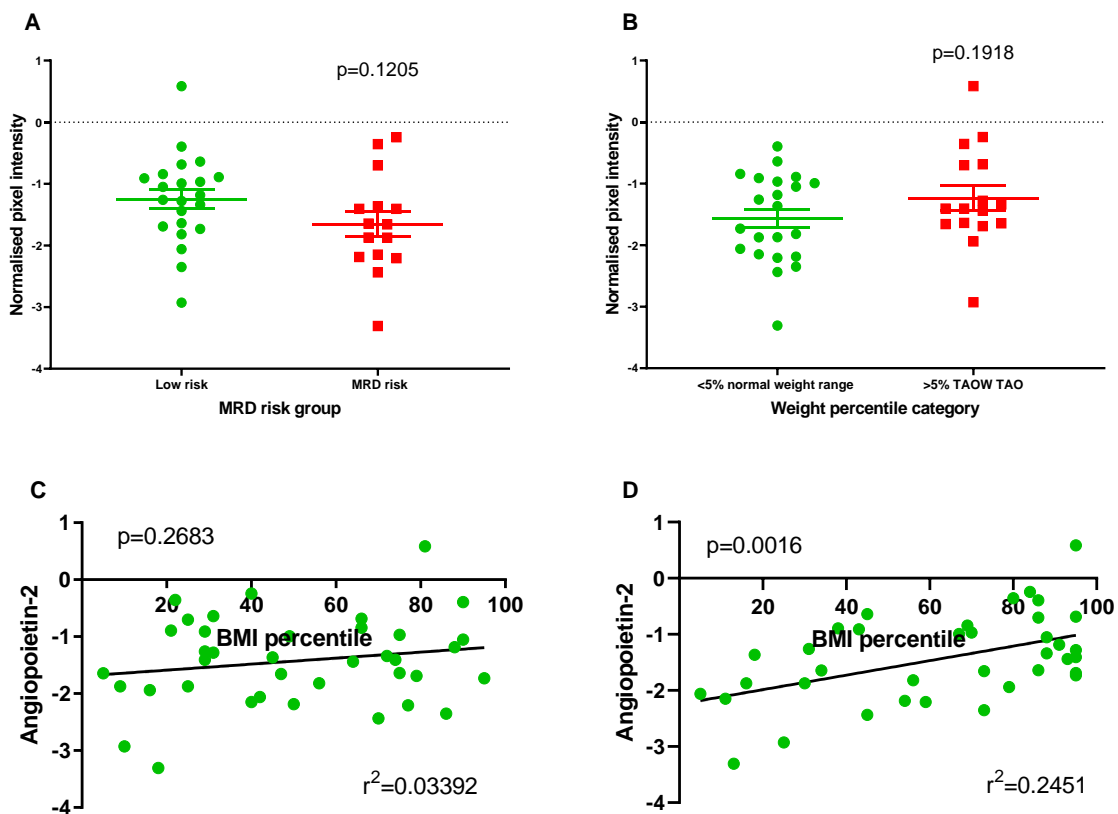 A
p=0.1205
Normalised pixel intensity
1
0
-1
-2
-3
-4
Low risk
MRD risk
MRD risk group
B
p=0.1918
Normalised pixel intensity
1
0
-1
-2
-3
-4
<5% normal weight range
>5% TAOW TAO
Weight percentile category
C
p=0.2683
Angiopoietin-2
1
0
-1
-2
-3
-4
20 40 60 80 100
BMI percentile
r²=0.03392
D
p=0.0016
Angiopoietin-2
1
0
-1
-2
-3
-4
20 40 60 80 100
BMI percentile
r²=0.2451